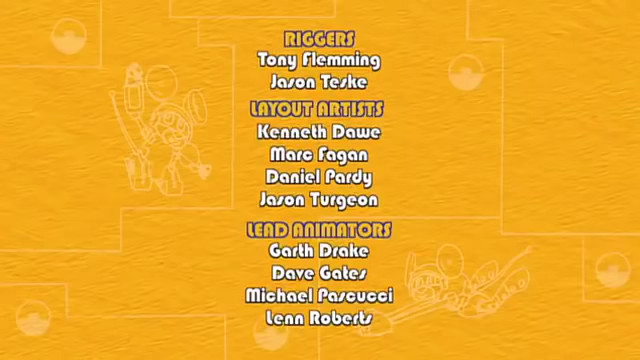 RIGGERS
Tony Flemming
Jason Teske
LAYOUT ARTISTS
Kenneth Dawe
Marc Fagan
Daniel Pardy
Jason Turgeon
LEAD ANIMATORS
Garth Drake
Dave Gates
Michael Pascucci
Lenn Roberts